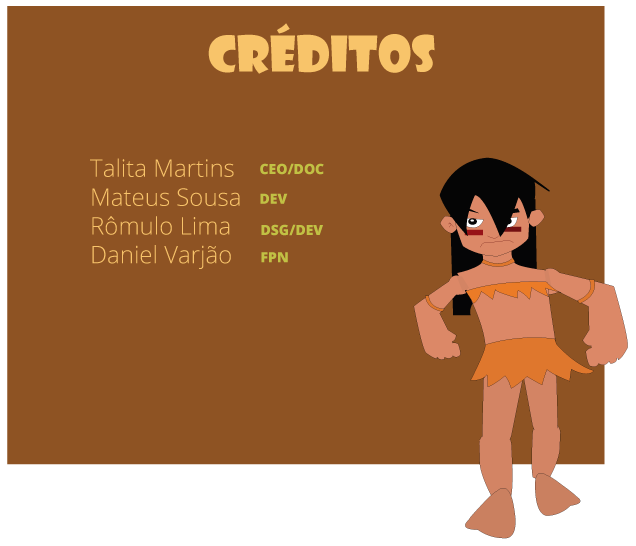 CRÉDITOS
Talita Martins CEO/DOC
Mateus Sousa DEV
Rômulo Lima DSG/DEV
Daniel Varjão FPN